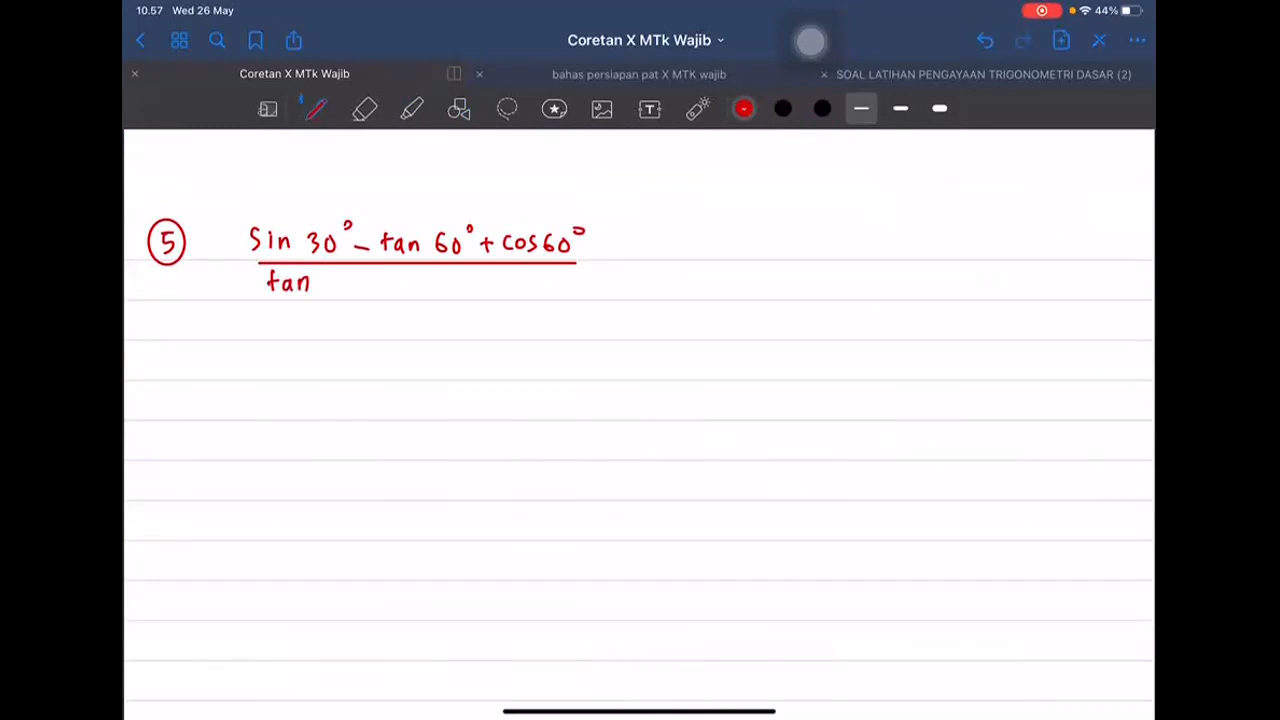 10.57 Wed 26 May 44%
Coretan X MTk Wajib
Coretan X MTk Wajib bahas persiapan pat X MTK wajib SOAL LATIHAN PENGAYAAN TRIGONOMETRI DASAR (2)
5 Sin 30° - tan 60° + cos 60°
tan